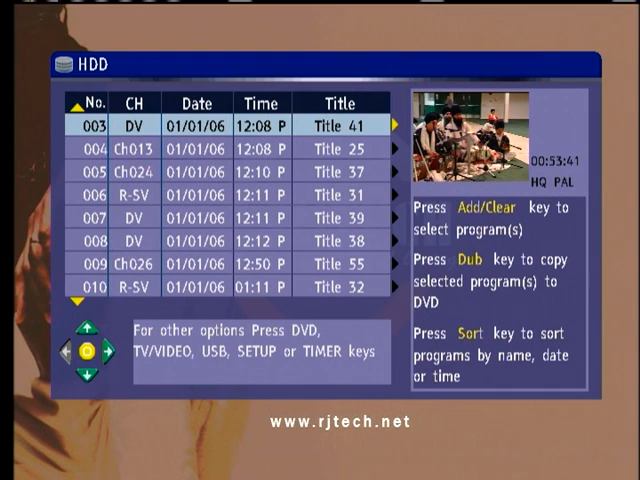 HDD
No. CH Date Time Title
003 DV 01/01/06 12:08 P Title 41
004 Ch013 01/01/06 12:08 P Title 25
005 Ch024 01/01/06 12:10 P Title 37
006 R-SV 01/01/06 12:11 P Title 31
007 DV 01/01/06 12:11 P Title 39
008 DV 01/01/06 12:12 P Title 38
009 Ch026 01/01/06 12:50 P Title 55
010 R-SV 01/01/06 01:11 P Title 32
00:53:41
HQ PAL
Press Add/Clear key to
select program(s)
Press Dub key to copy
selected program(s) to
DVD
Press Sort key to sort
programs by name, date
or time
For other options Press DVD,
TV/VIDEO, USB, SETUP or TIMER keys
www.rjtech.net